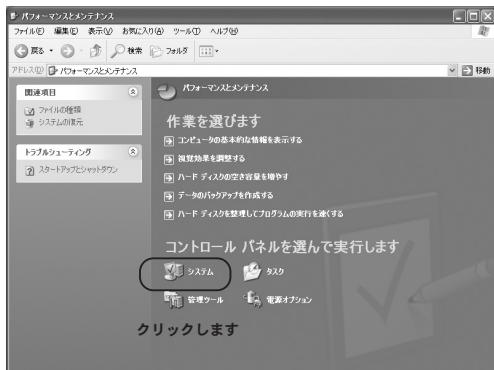 パフォーマンスとメンテナンス
ファイル(F) 編集(E) 表示(V) お気に入り(A) ツール(T) ヘルプ(H)
戻る 検索 フォルダ
アドレス(D) パフォーマンスとメンテナンス 移動
関連項目
ファイルの種類
システムの復元
トラブルシューティング
スタートアップとシャットダウン
パフォーマンスとメンテナンス
作業を選びます
コンピュータの基本的な情報を表示する
視覚効果を調整する
ハード ディスクの空き容量を増やす
データのバックアップを作成する
ハード ディスクを整理してプログラムの実行を速くする
コントロール パネルを選んで実行します
システム タスク
管理ツール 電源オプション
クリックします